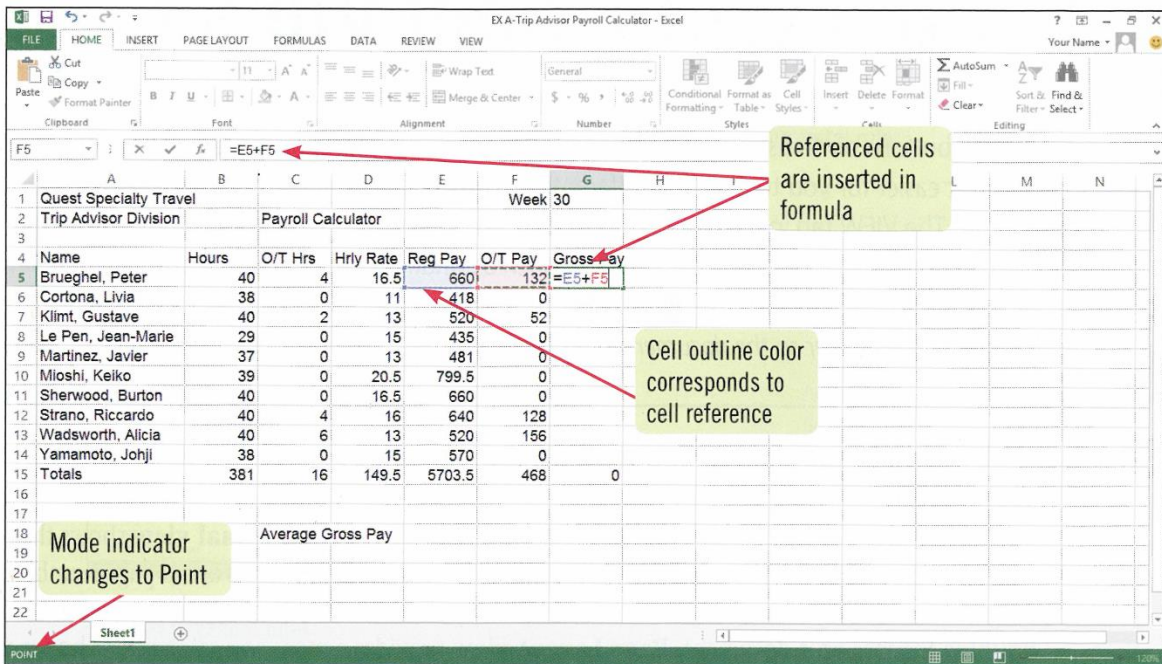 EX A-Trip Advisor Payroll Calculator - Excel
FILE HOME INSERT PAGE LAYOUT FORMULAS DATA REVIEW VIEW Your Name
Paste
Cut
Copy
Format Painter
Clipboard
11
B I U
Font
Wrap Text
Merge & Center
Alignment
General
$ - % ,
Number
Conditional Formatting
Format as Table
Cell Styles
Styles
Insert Delete Format
Cells
AutoSum
Fill
Clear
Sort & Filter
Find & Select
Editing
F5 fx =E5+F5
Referenced cells
are inserted in
formula
A B C D E F G H L M N
1 Quest Specialty Travel Week 30
2 Trip Advisor Division Payroll Calculator
3
4 Name Hours O/T Hrs Hrly Rate Reg Pay O/T Pay Gross Pay
5 Brueghel, Peter 40 4 16.5 660 132 =E5+F5
6 Cortona, Livia 38 0 11 418 0
7 Klimt, Gustave 40 2 13 520 52
8 Le Pen, Jean-Marie 29 0 15 435 0
9 Martinez, Javier 37 0 13 481 0
10 Mioshi, Keiko 39 0 20.5 799.5 0
11 Sherwood, Burton 40 0 16.5 660 0
12 Strano, Riccardo 40 4 16 640 128
13 Wadsworth, Alicia 40 6 13 520 156
14 Yamamoto, Johji 38 0 15 570 0
15 Totals 381 16 149.5 5703.5 468 0
16
17
18 Average Gross Pay
19
20
21
22
Cell outline color
corresponds to
cell reference
Mode indicator
changes to Point
Sheet1
POINT 120%